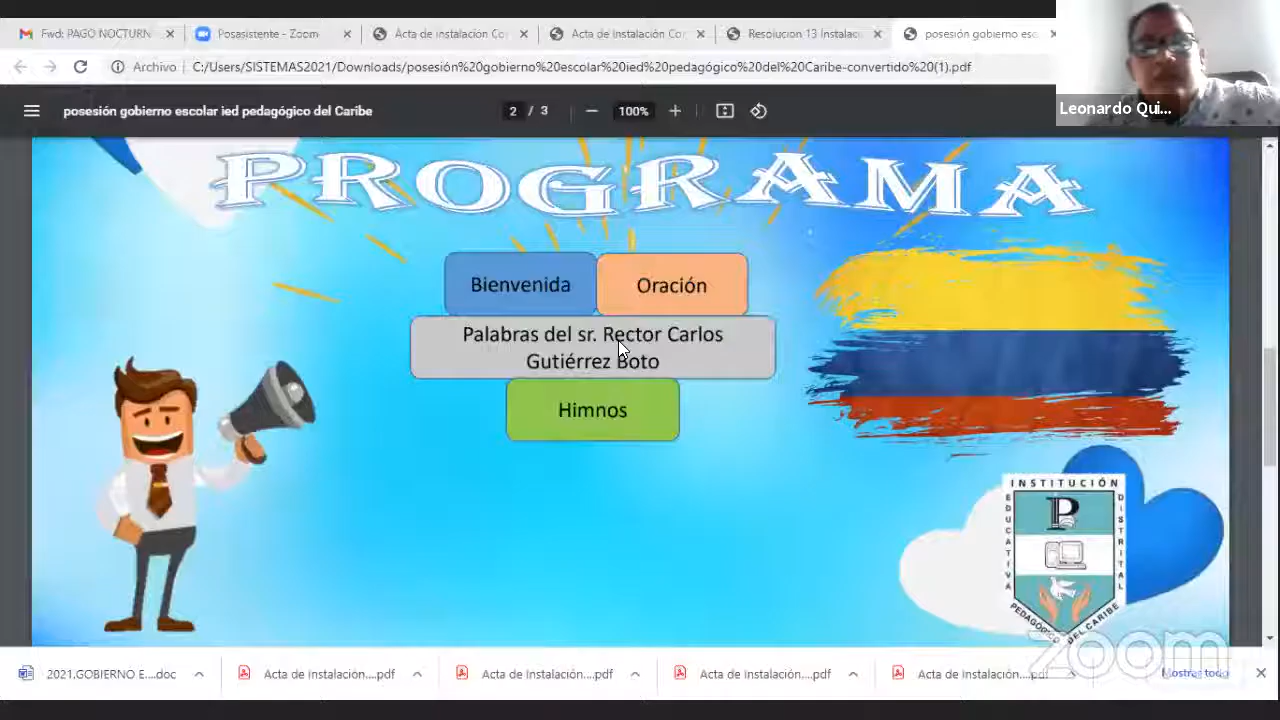 Fwd: PAGO NOCTURN
Posasistente - Zoom
Acta de instalación Co
Acta de Instalación Co
Resolucion 13 Instalac
posesión gobierno esc
Archivo
C:/Users/SISTEMAS2021/Downloads/posesión%20gobierno%20escolar%20ied%20pedagógico%20del%20Caribe-convertido%20(1).pdf
Leonardo Qui...
posesión gobierno escolar ied pedagógico del Caribe
2 / 3
100%
PROGRAMA
Bienvenida
Oración
Palabras del sr. Rector Carlos
Gutiérrez Boto
Himnos
INSTITUCIÓN
EDUCATIVA
DISTRITAL
P
PEDAGÓGICO DEL CARIBE
zoom
2021.GOBIERNO E....doc
Acta de Instalación....pdf
Acta de Instalación....pdf
Acta de Instalación....pdf
Acta de Instalación....pdf
Mostrar todo